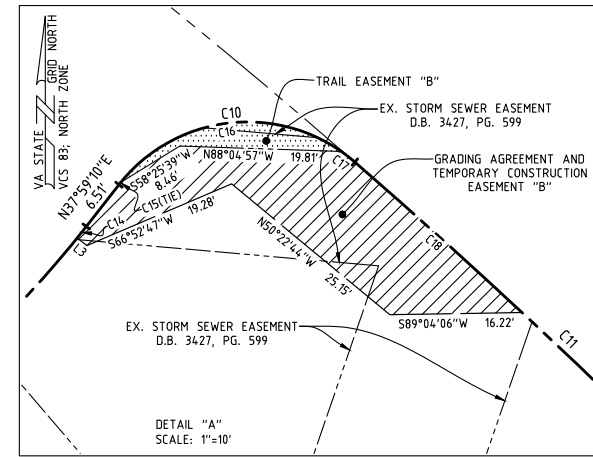 VA STATE GRID NORTH
VCS 83; NORTH ZONE
C10
TRAIL EASEMENT "B"
EX. STORM SEWER EASEMENT
D.B. 3427, PG. 599
C16
GRADING AGREEMENT AND
TEMPORARY CONSTRUCTION
EASEMENT "B"
N88°04'57"W 19.81'
C17
S58°25'39"W
8.46'
N37°59'10"E
6.51'
C15(TIE)
C14
L3
S66°52'47"W
19.28'
N50°22'44"W
25.15'
C18
S89°04'06"W 16.22'
C11
EX. STORM SEWER EASEMENT
D.B. 3427, PG. 599
DETAIL "A"
SCALE: 1"=10'